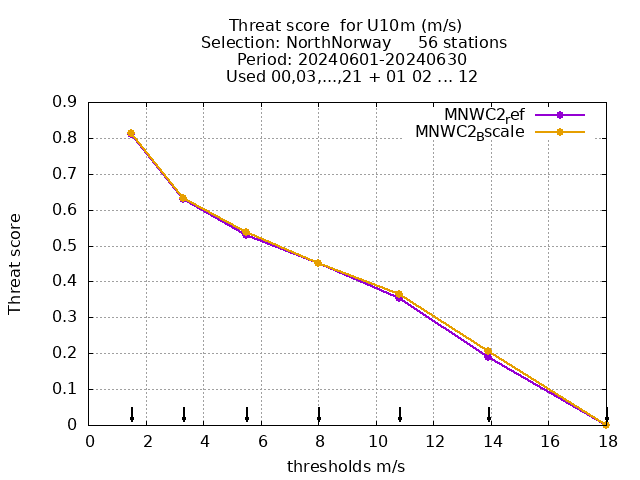 Threat score  for U10m (m/s)
Selection: NorthNorway     56 stations
Period: 20240601-20240630
Used 00,03,...,21 + 01 02 ... 12
MNWC2ref
MNWC2Bscale
Threat score
0.9
0.8
0.7
0.6
0.5
0.4
0.3
0.2
0.1
0
0 2 4 6 8 10 12 14 16 18
thresholds m/s